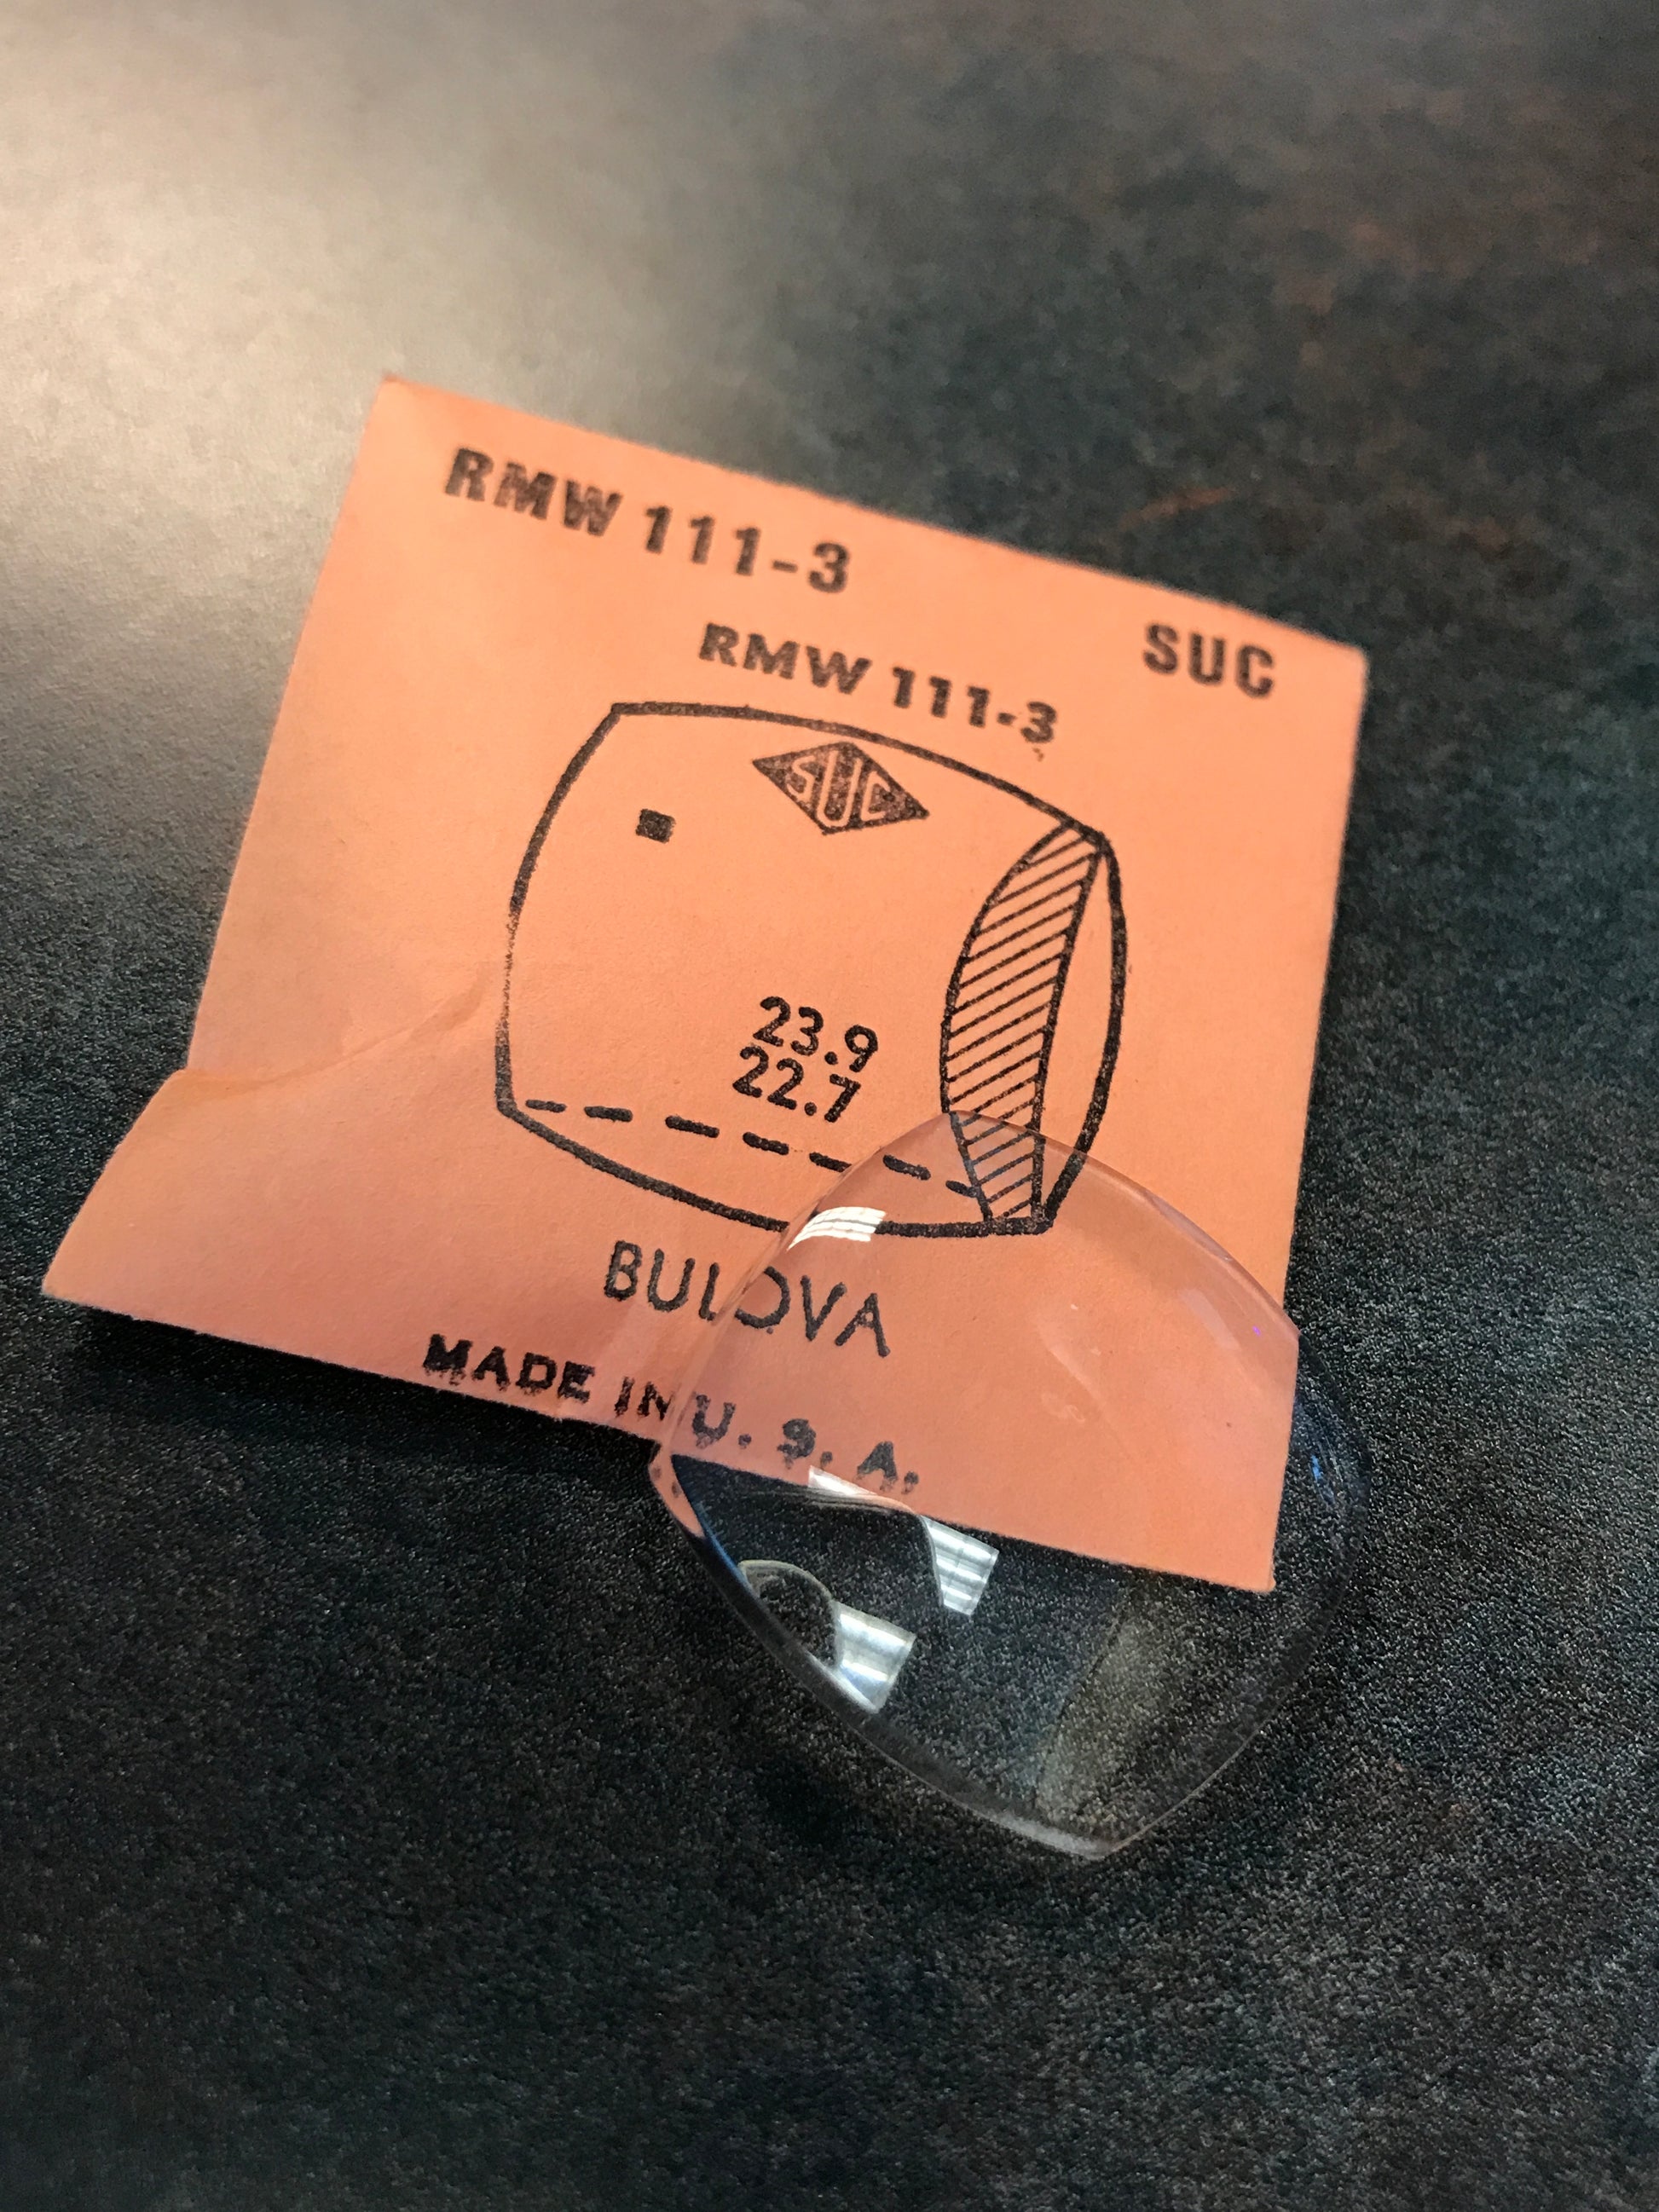 RMW 111-3
SUC
RMW 111-3
SUC
23.9
22.7
BULOVA
MADE IN U. S. A.